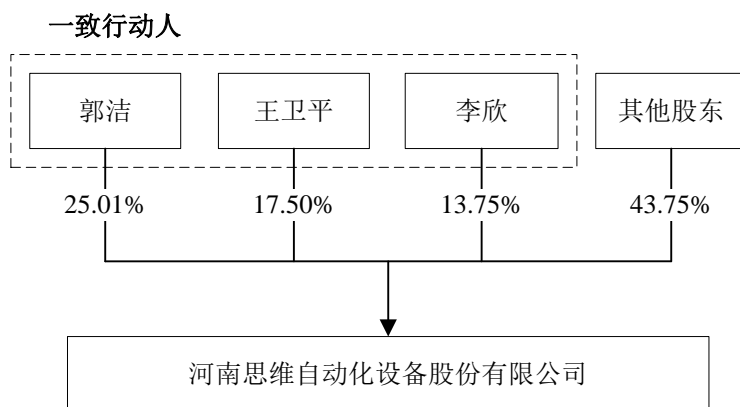 一致行动人
郭洁
王卫平
李欣
其他股东
25.01%
17.50%
13.75%
43.75%
河南思维自动化设备股份有限公司